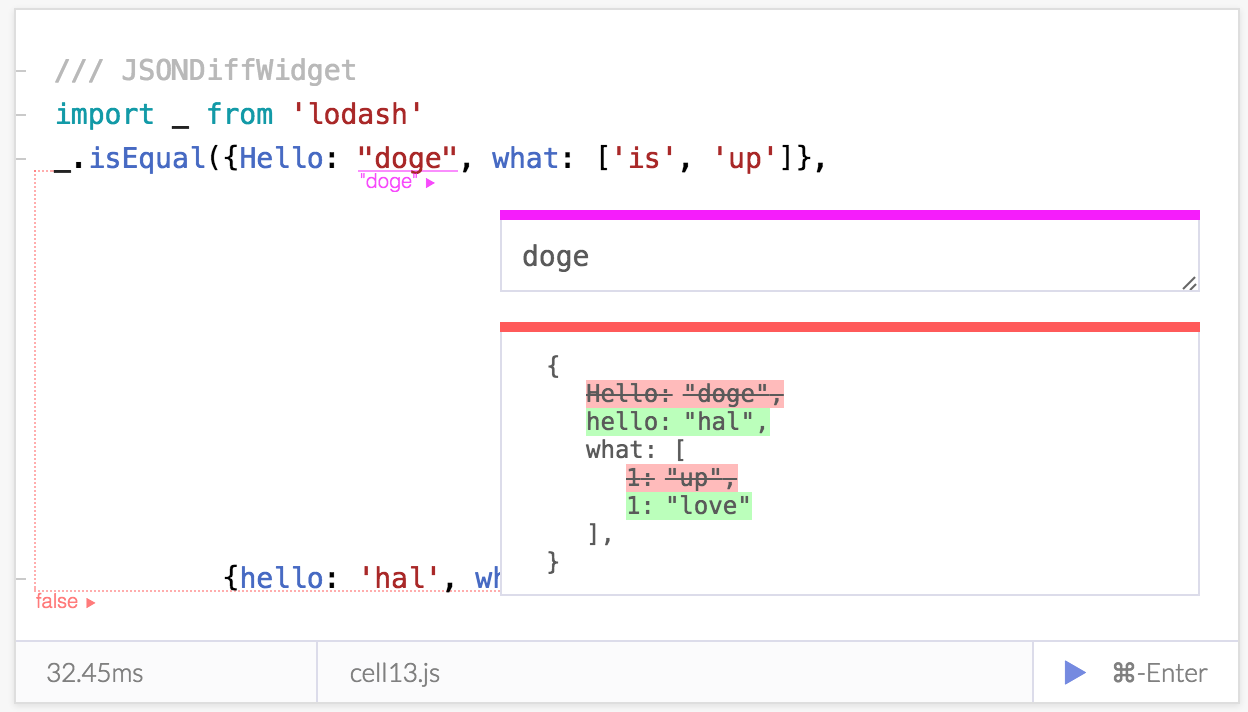 /// JSONDiffWidget
import _ from 'lodash'
_.isEqual({Hello: "doge", what: ['is', 'up']},
"doge" ▶
doge
{
Hello: "doge",
hello: "hal",
what: [
1: "up",
1: "love"
],
}
{hello: 'hal', wh
false ▶
32.45ms
cell13.js
▶ ⌘-Enter